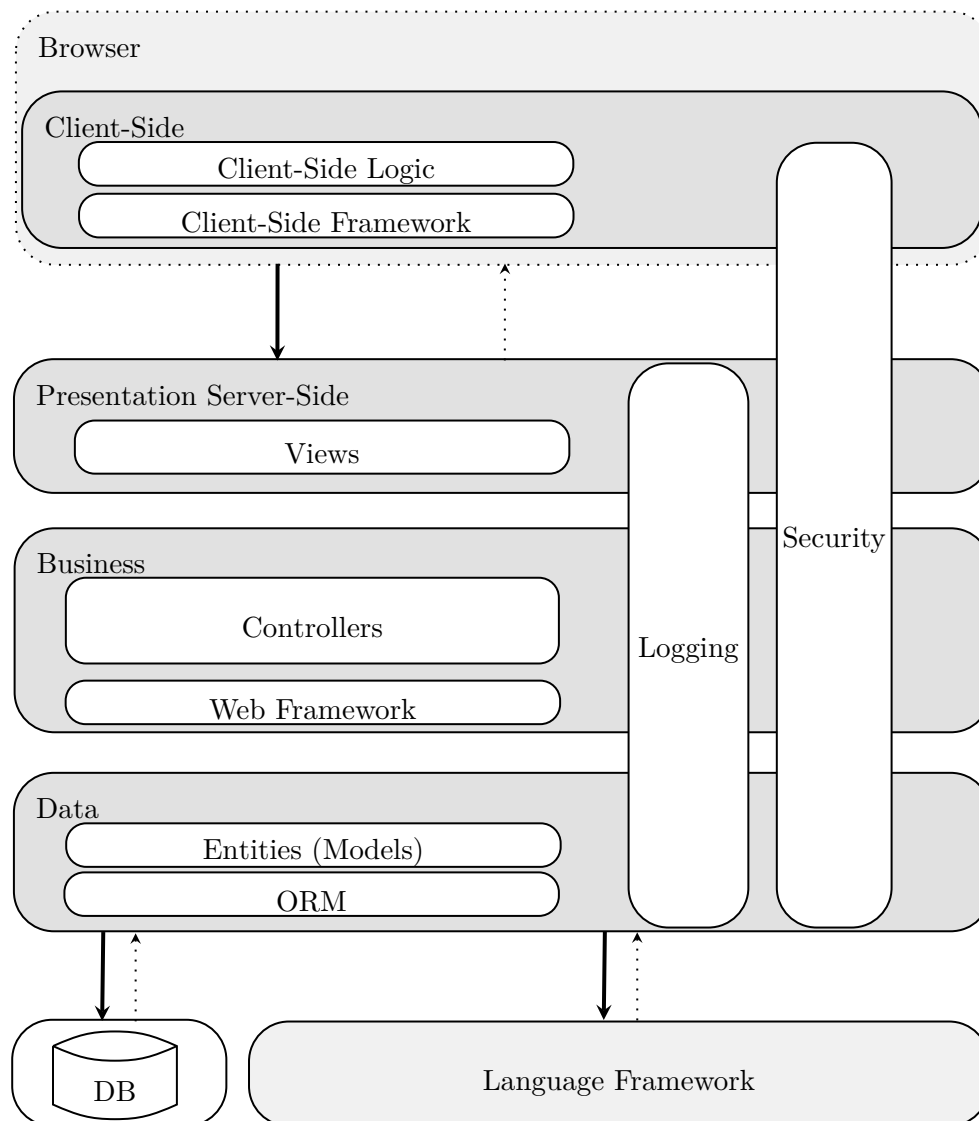 Browser
Client-Side
Client-Side Logic
Client-Side Framework
Presentation Server-Side
Views
Security
Business
Controllers
Logging
Web Framework
Data
Entities (Models)
ORM
DB
Language Framework